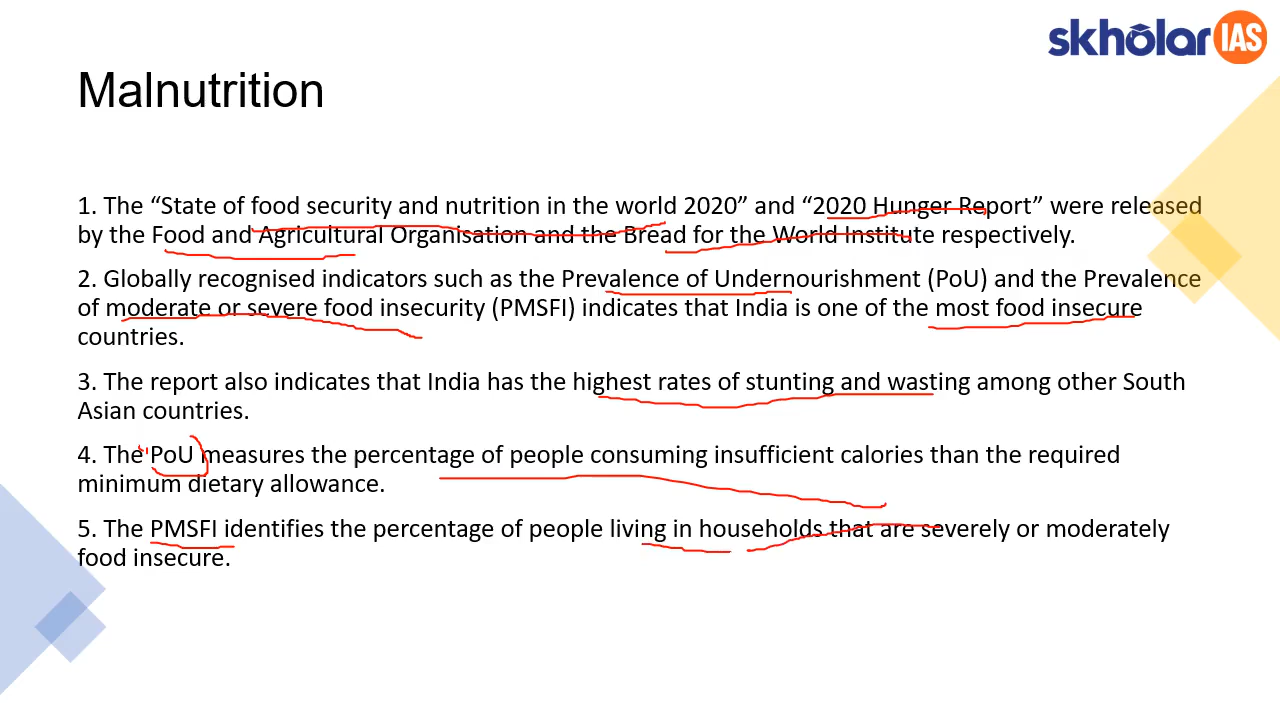 skholar IAS
Malnutrition
1. The “State of food security and nutrition in the world 2020” and “2020 Hunger Report” were released
by the Food and Agricultural Organisation and the Bread for the World Institute respectively.
2. Globally recognised indicators such as the Prevalence of Undernourishment (PoU) and the Prevalence
of moderate or severe food insecurity (PMSFI) indicates that India is one of the most food insecure
countries.
3. The report also indicates that India has the highest rates of stunting and wasting among other South
Asian countries.
4. The PoU measures the percentage of people consuming insufficient calories than the required
minimum dietary allowance.
5. The PMSFI identifies the percentage of people living in households that are severely or moderately
food insecure.